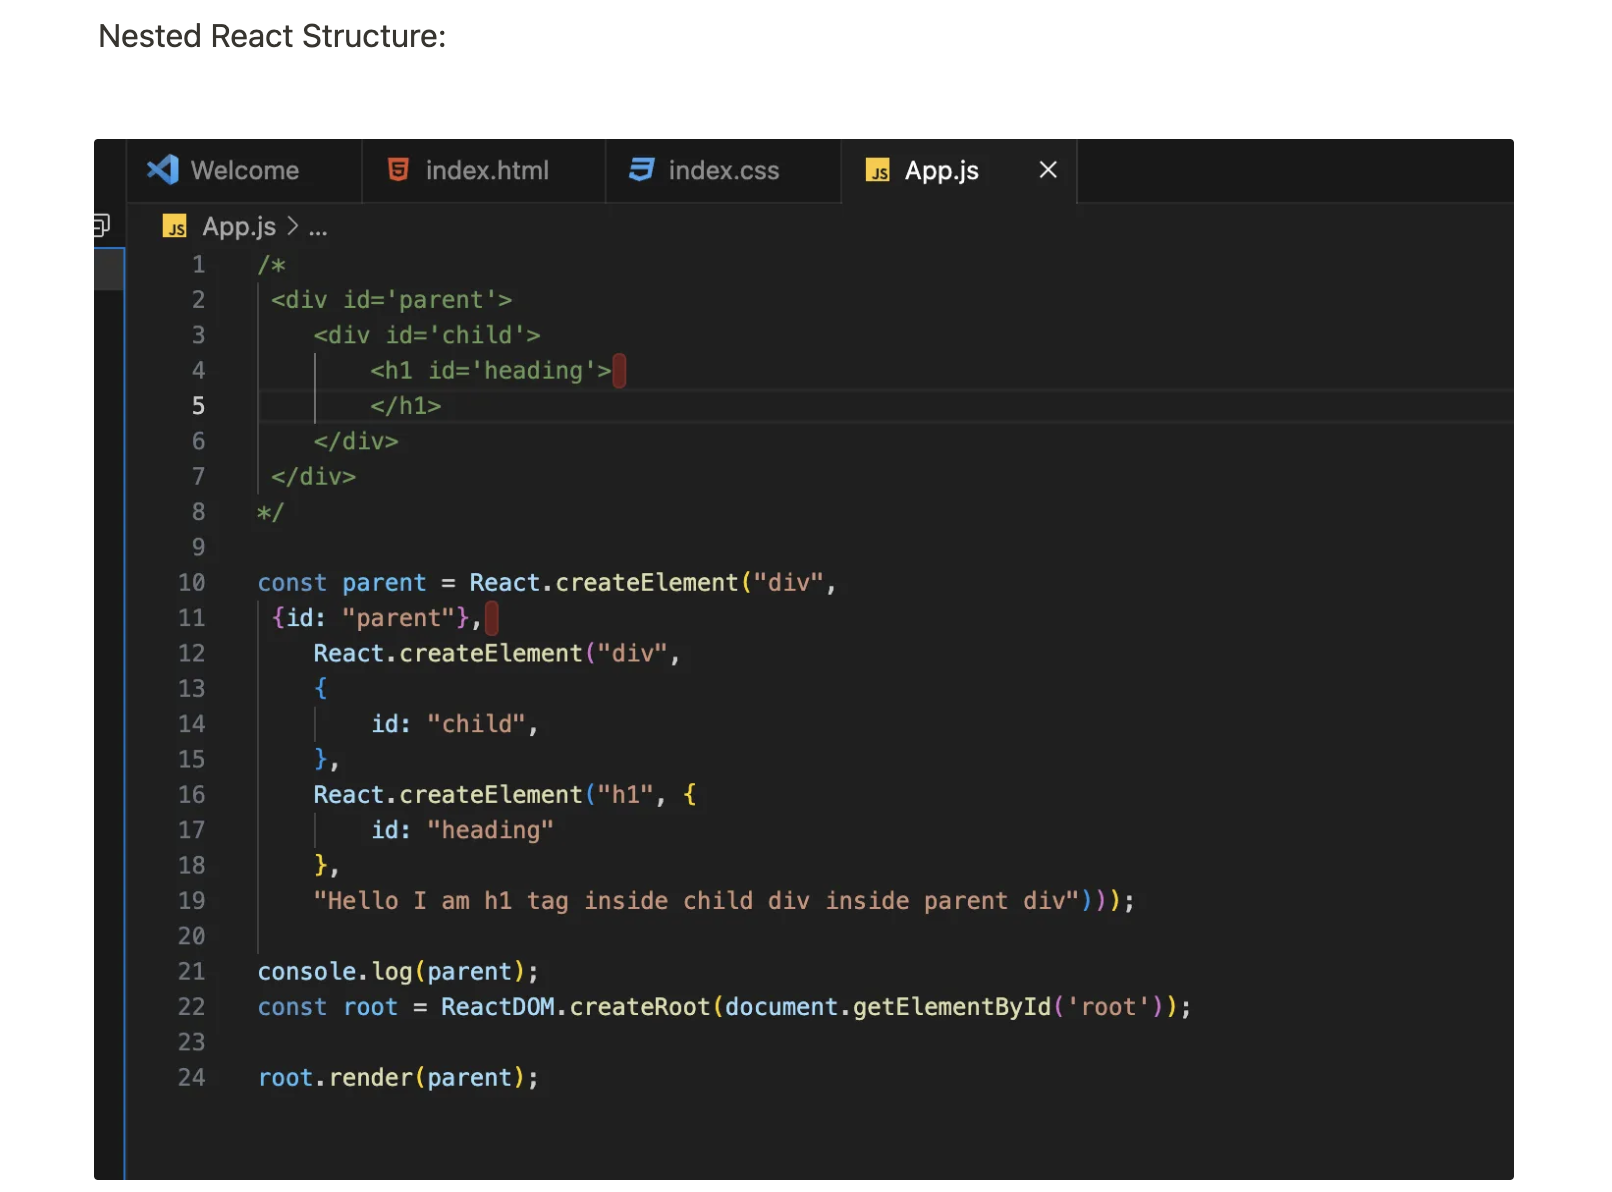 Nested React Structure:
Welcome index.html index.css App.js
App.js > ...
1 /*
2 <div id='parent'>
3 <div id='child'>
4 <h1 id='heading'>
5 </h1>
6 </div>
7 </div>
8 */
9
10 const parent = React.createElement("div",
11 {id: "parent"},
12 React.createElement("div",
13 {
14 id: "child",
15 },
16 React.createElement("h1", {
17 id: "heading"
18 },
19 "Hello I am h1 tag inside child div inside parent div")));
20
21 console.log(parent);
22 const root = ReactDOM.createRoot(document.getElementById('root'));
23
24 root.render(parent);